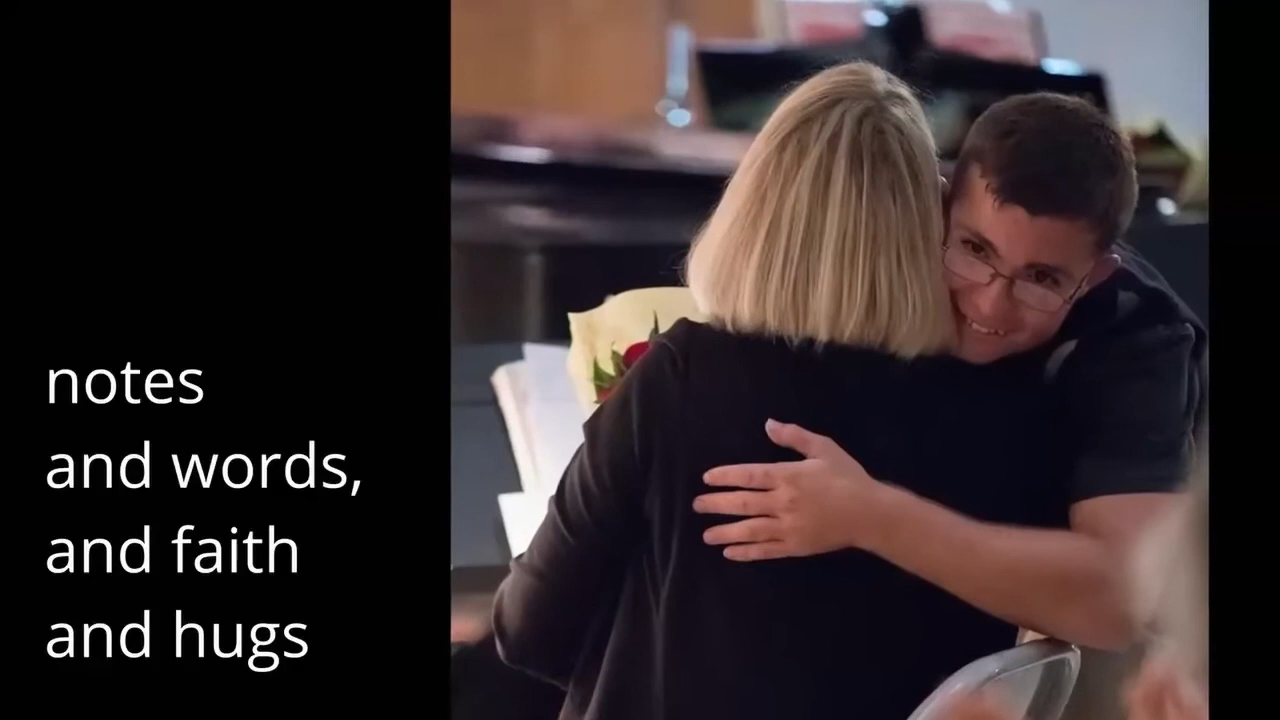 notes
and words,
and faith
and hugs